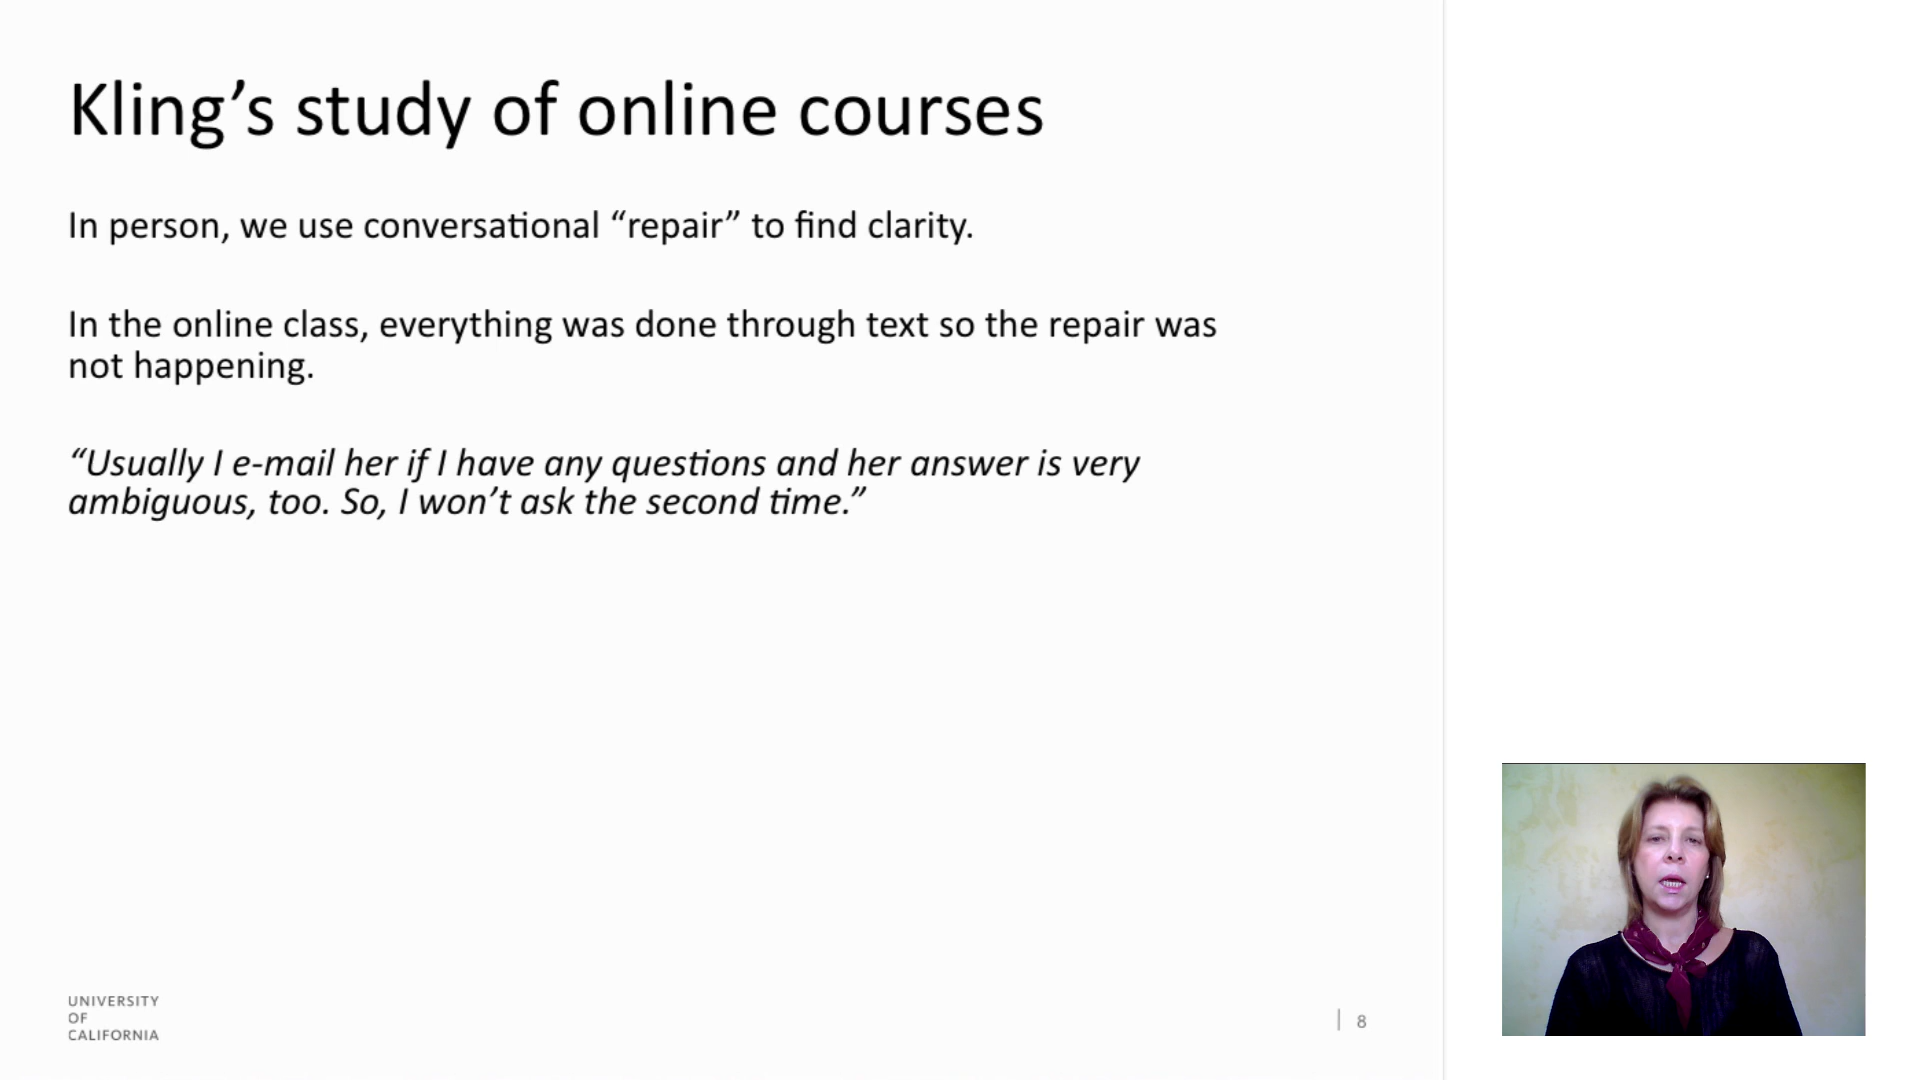 Kling’s study of online courses
In person, we use conversational “repair” to find clarity.
In the online class, everything was done through text so the repair was
not happening.
“Usually I e-mail her if I have any questions and her answer is very
ambiguous, too. So, I won’t ask the second time.”
UNIVERSITY
OF
CALIFORNIA
8